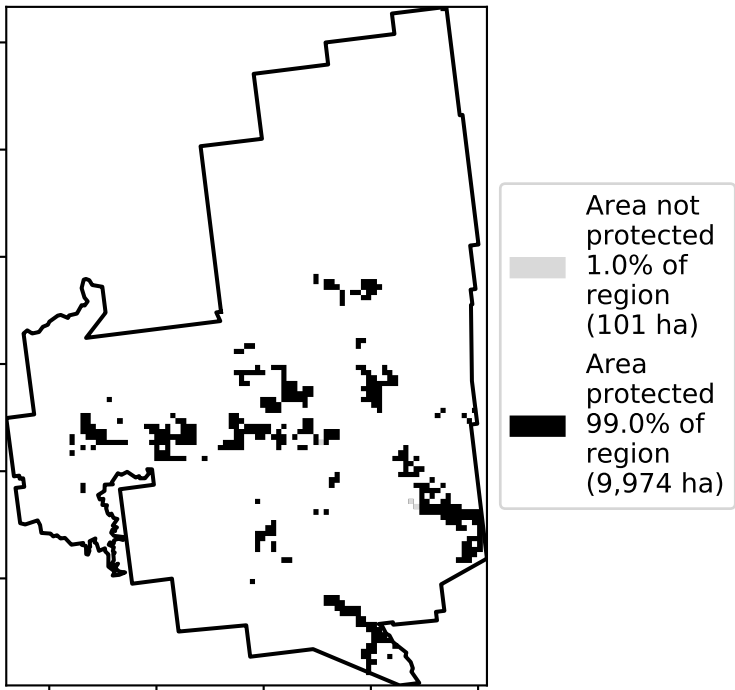 Area not
protected
1.0% of
region
(101 ha)
Area
protected
99.0% of
region
(9,974 ha)